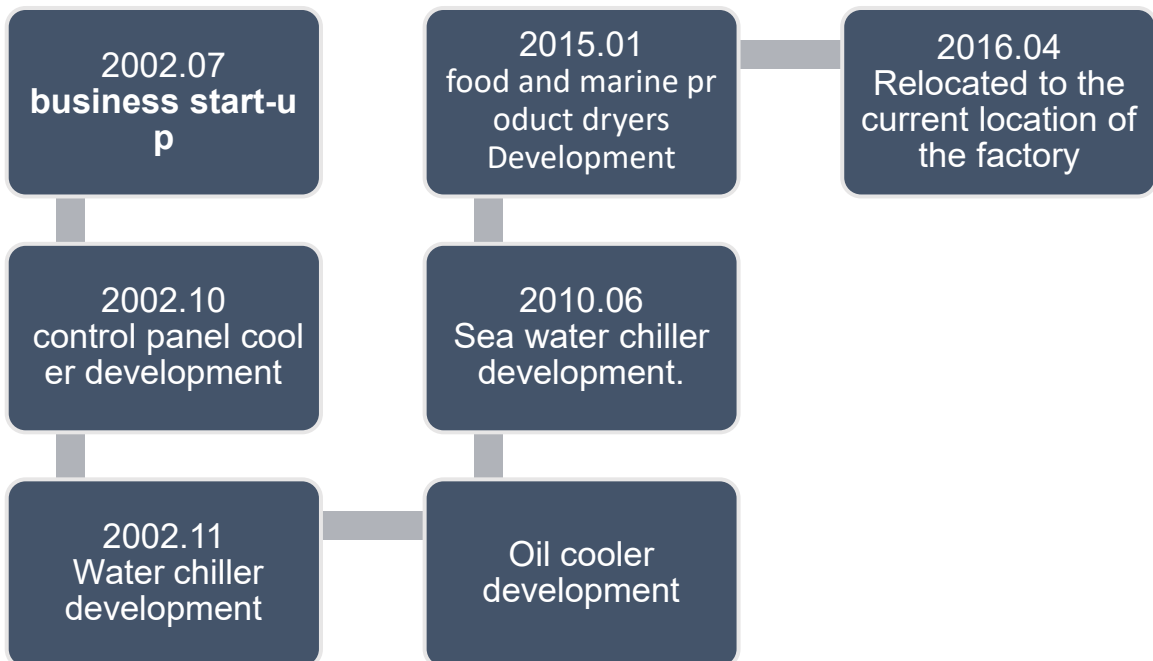 2002.07
business start-u
p
2002.10
control panel cool
er development
2002.11
Water chiller
development
Oil cooler
development
2010.06
Sea water chiller
development.
2015.01
food and marine pr
oduct dryers
Development
2016.04
Relocated to the
current location of
the factory